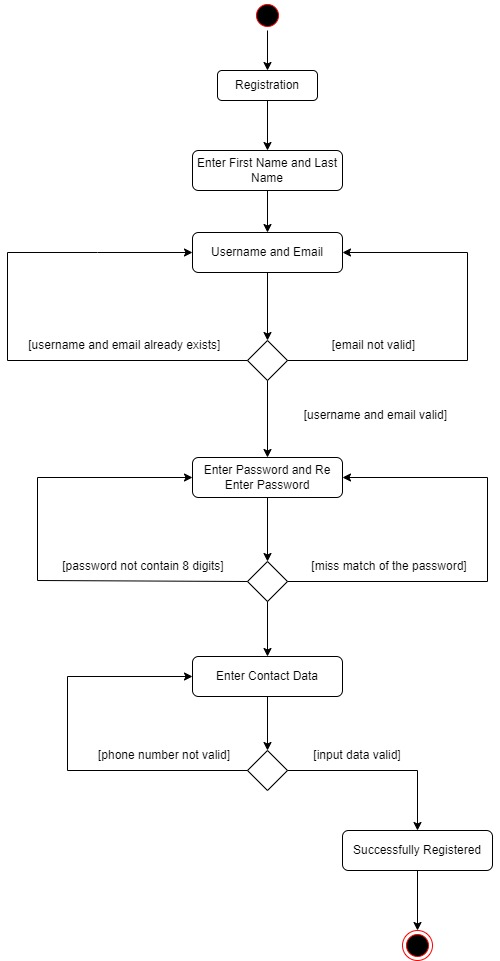 Registration
Enter First Name and Last
Name
Username and Email
[username and email already exists]
[email not valid]
[username and email valid]
Enter Password and Re
Enter Password
[password not contain 8 digits]
[miss match of the password]
Enter Contact Data
[phone number not valid]
[input data valid]
Successfully Registered